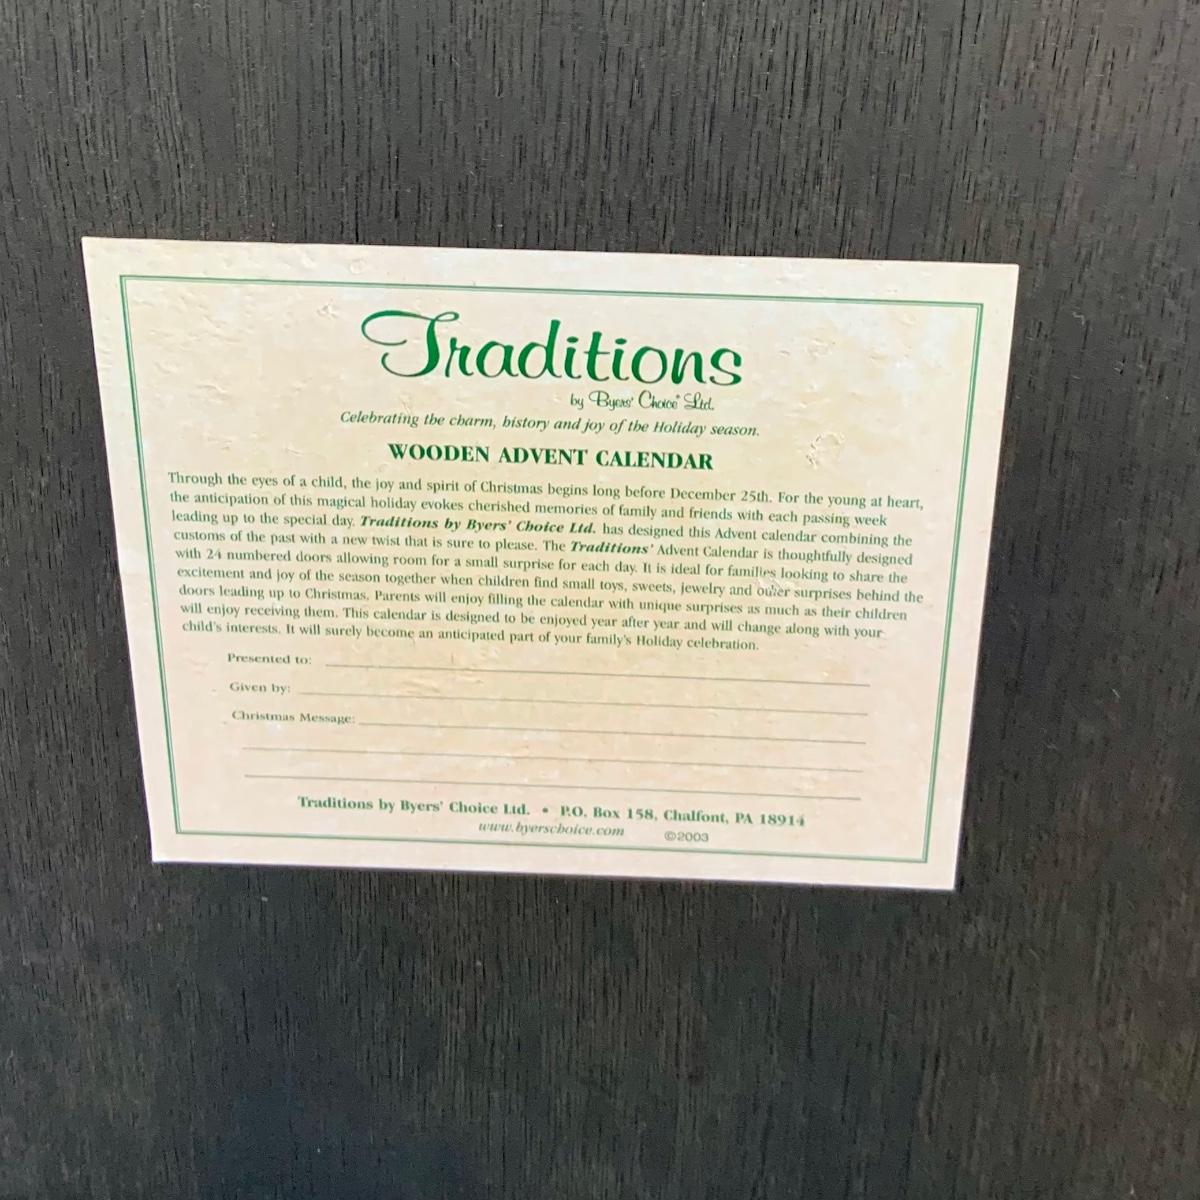 Traditions
by Byers' Choice® Ltd.
Celebrating the charm, history and joy of the Holiday season.
WOODEN ADVENT CALENDAR
Through the eyes of a child, the joy and spirit of Christmas begins long before December 25th. For the young at heart,
the anticipation of this magical holiday evokes cherished memories of family and friends with each passing week
leading up to the special day. Traditions by Byers' Choice Ltd. has designed this Advent calendar combining the
customs of the past with a new twist that is sure to please. The Traditions' Advent Calendar is thoughtfully designed
with 24 numbered doors allowing room for a small surprise for each day. It is ideal for families looking to share the
excitement and joy of the season together when children find small toys, sweets, jewelry and other surprises behind the
doors leading up to Christmas. Parents will enjoy filling the calendar with unique surprises as much as their children
will enjoy receiving them. This calendar is designed to be enjoyed year after year and will change along with your
child's interests. It will surely become an anticipated part of your family's Holiday celebration.
Presented to:
Given by:
Christmas Message:
Traditions by Byers' Choice Ltd. • P.O. Box 158, Chalfont, PA 18914
www.byerschoice.com ©2003